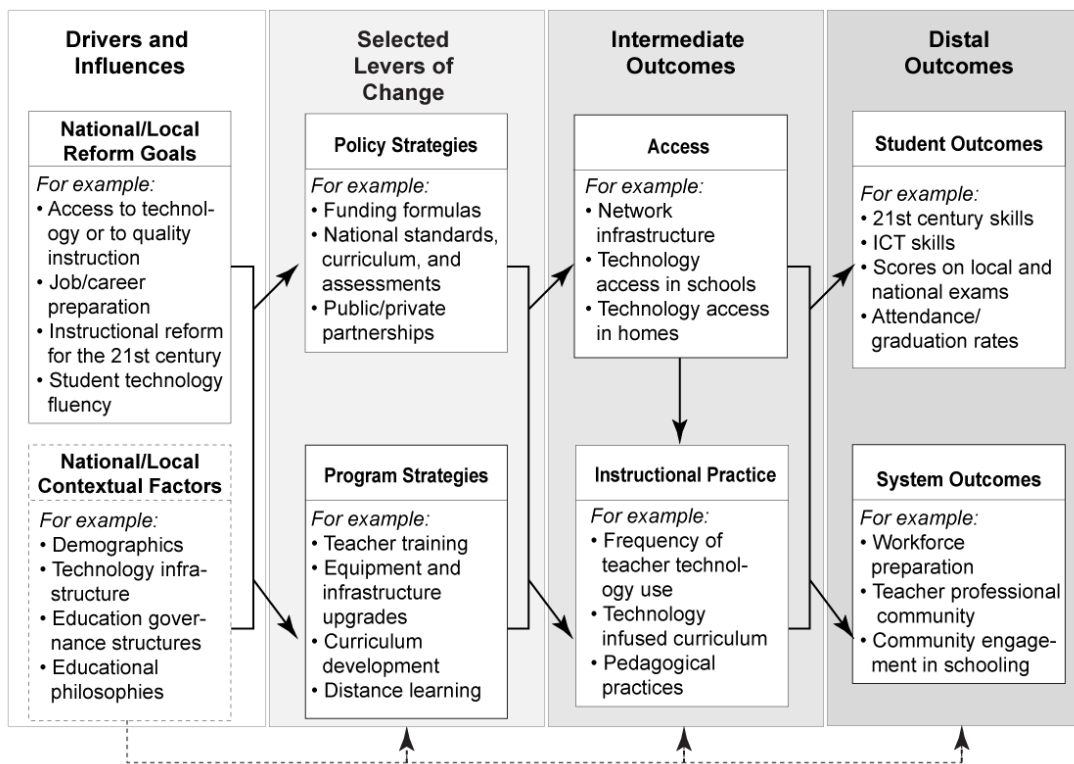 Drivers and
Influences
National/Local
Reform Goals
For example:
• Access to technol-
ogy or to quality
instruction
• Job/career
preparation
• Instructional reform
for the 21st century
• Student technology
fluency
National/Local
Contextual Factors
For example:
• Demographics
• Technology infra-
structure
• Education gover-
nance structures
• Educational
philosophies
Selected
Levers of
Change
Policy Strategies
For example:
• Funding formulas
• National standards,
curriculum, and
assessments
• Public/private
partnerships
Program Strategies
For example:
• Teacher training
• Equipment and
infrastructure
upgrades
• Curriculum
development
• Distance learning
Intermediate
Outcomes
Access
For example:
• Network
infrastructure
• Technology
access in schools
• Technology access
in homes
Instructional Practice
For example:
• Frequency of
teacher technol-
ogy use
• Technology
infused curriculum
• Pedagogical
practices
Distal
Outcomes
Student Outcomes
For example:
• 21st century skills
• ICT skills
• Scores on local and
national exams
• Attendance/
graduation rates
System Outcomes
For example:
• Workforce
preparation
• Teacher professional
community
• Community engage-
ment in schooling